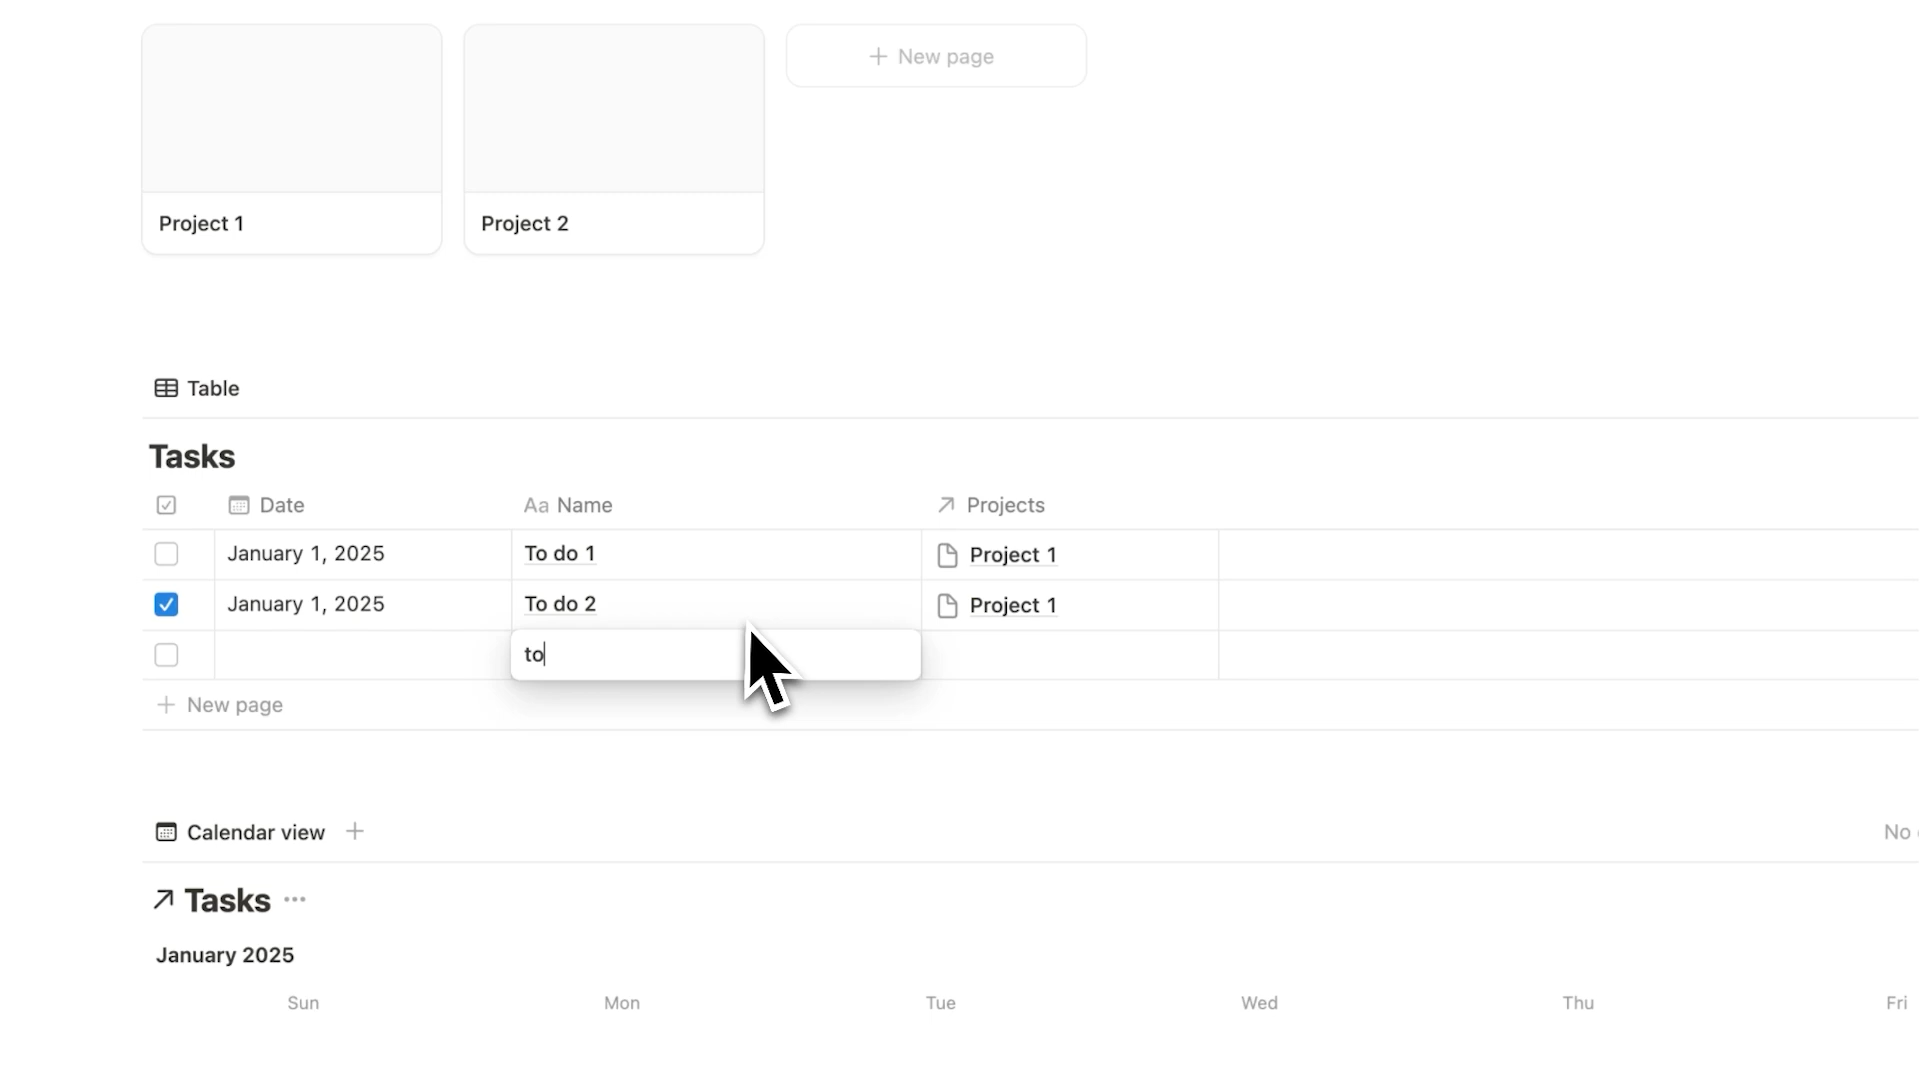 New page
Project 1
Project 2
Table
Tasks
Date
Aa Name
Projects
January 1, 2025
To do 1
Project 1
January 1, 2025
To do 2
Project 1
to
New page
Calendar view
No
Tasks
January 2025
Sun
Mon
Tue
Wed
Thu
Fri